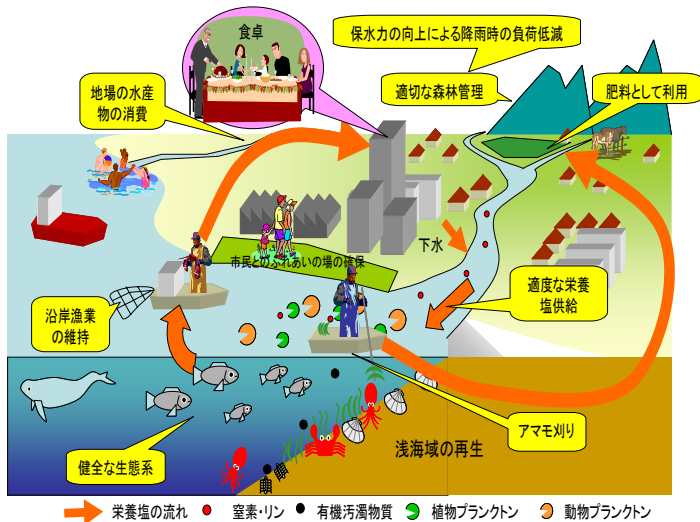 食卓
保水力の向上による降雨時の負荷低減
地場の水産
物の消費
適切な森林管理
肥料として利用
下水
市民とのふれあいの場の確保
適度な栄養
塩供給
沿岸漁業
の維持
アマモ刈り
浅海域の再生
健全な生態系
栄養塩の流れ
窒素・リン
有機汚濁物質
植物プランクトン
動物プランクトン